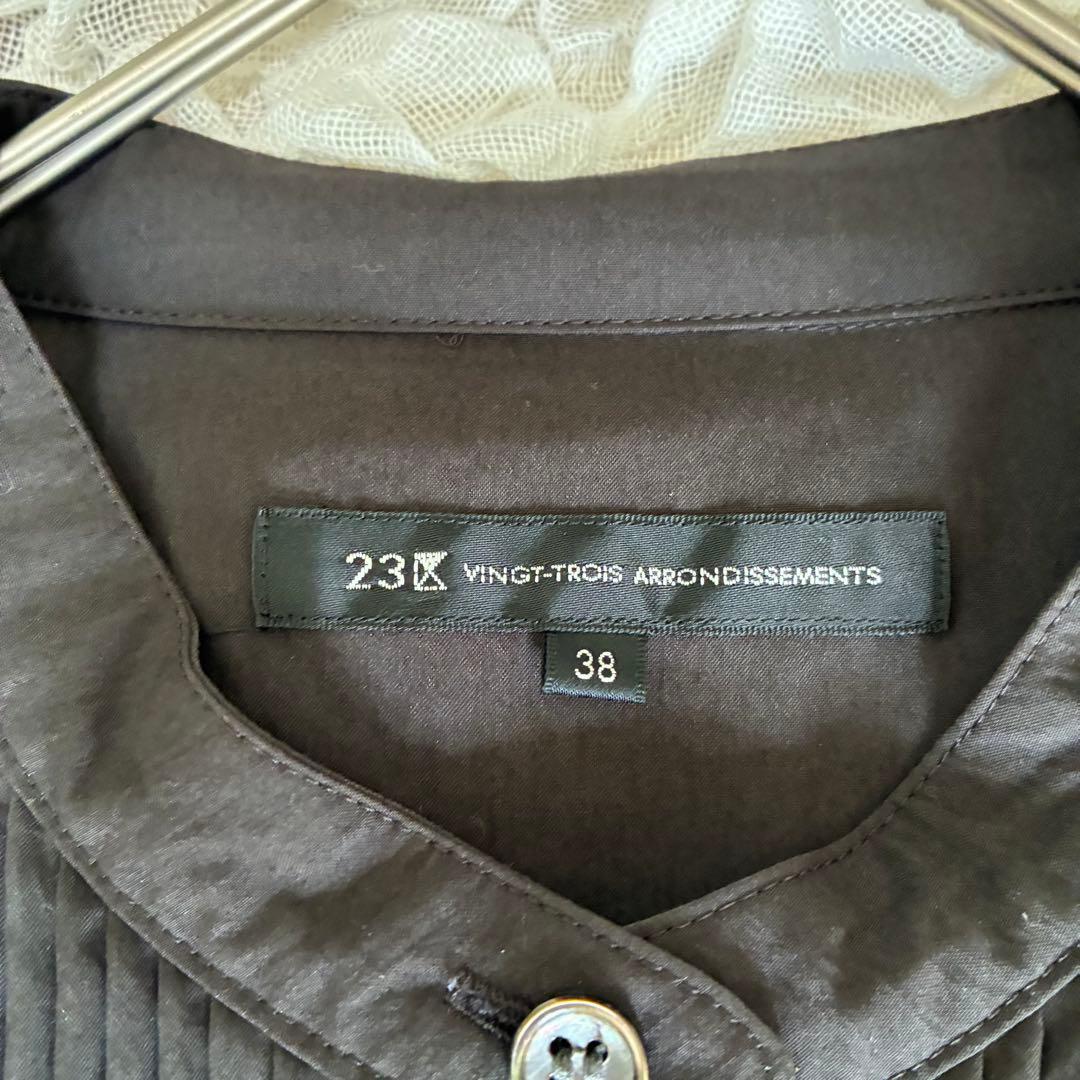 23区 VINGT-TROIS ARRONDISSEMENTS
38